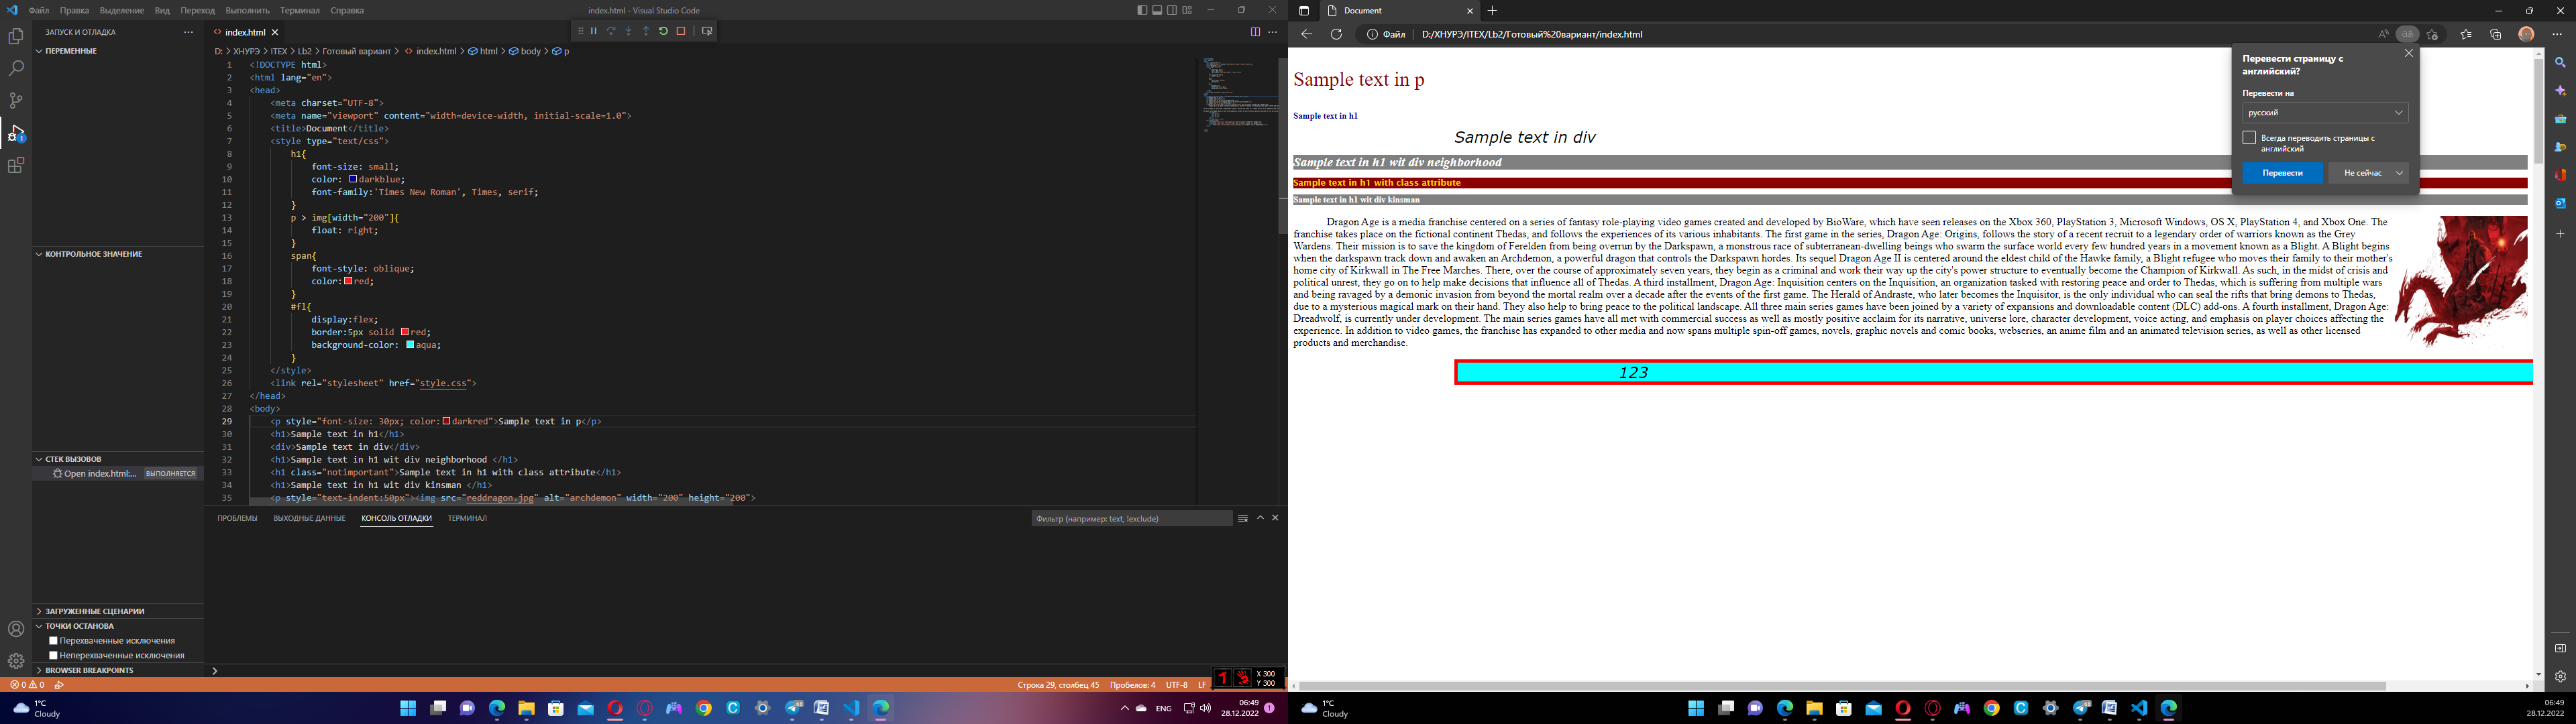 Файл Правка Выделение Вид Переход Выполнить Терминал Справка
index.html - Visual Studio Code
ЗАПУСК И ОТЛАДКА
ПЕРЕМЕННЫЕ
КОНТРОЛЬНОЕ ЗНАЧЕНИЕ
СТЕК ВЫЗОВОВ
Open index.html:... ВЫПОЛНЯЕТСЯ
ЗАГРУЖЕННЫЕ СЦЕНАРИИ
ТОЧКИ ОСТАНОВА
Перехваченные исключения
Неперехваченные исключения
BROWSER BREAKPOINTS
index.html
D: > ХНУРЭ > ITEX > Lb2 > Готовый вариант > index.html > html > body > p
1 <!DOCTYPE html>
2 <html lang="en">
3 <head>
4 <meta charset="UTF-8">
5 <meta name="viewport" content="width=device-width, initial-scale=1.0">
6 <title>Document</title>
7 <style type="text/css">
8 h1{
9 font-size: small;
10 color: darkblue;
11 font-family:'Times New Roman', Times, serif;
12 }
13 p > img[width="200"]{
14 float: right;
15 }
16 span{
17 font-style: oblique;
18 color:red;
19 }
20 #fl{
21 display:flex;
22 border:5px solid red;
23 background-color: aqua;
24 }
25 </style>
26 <link rel="stylesheet" href="style.css">
27 </head>
28 <body>
29 <p style="font-size: 30px; color:darkred">Sample text in p</p>
30 <h1>Sample text in h1</h1>
31 <div>Sample text in div</div>
32 <h1>Sample text in h1 wit div neighborhood </h1>
33 <h1 class="notimportant">Sample text in h1 with class attribute</h1>
34 <h1>Sample text in h1 wit div kinsman </h1>
35 <p style="text-indent:50px"><img src="reddragon.jpg" alt="archdemon" width="200" height="200">
ПРОБЛЕМЫ ВЫХОДНЫЕ ДАННЫЕ КОНСОЛЬ ОТЛАДКИ ТЕРМИНАЛ
Фильтр (например: text, !exclude)
0 0
Строка 29, столбец 45 Пробелов: 4 UTF-8 LF
X 300
Y 300
1°C
Cloudy
ENG
06:49
28.12.2022
1
Document
Файл D:/ХНУРЭ/ITEX/Lb2/Готовый%20вариант/index.html
Перевести страницу с
английский?
Перевести на
русский
Всегда переводить страницы с
английский
Перевести Не сейчас
Sample text in p
Sample text in h1
Sample text in div
Sample text in h1 wit div neighborhood
Sample text in h1 with class attribute
Sample text in h1 wit div kinsman
Dragon Age is a media franchise centered on a series of fantasy role-playing video games created and developed by BioWare, which have seen releases on the Xbox 360, PlayStation 3, Microsoft Windows, OS X, PlayStation 4, and Xbox One. The
franchise takes place on the fictional continent Thedas, and follows the experiences of its various inhabitants. The first game in the series, Dragon Age: Origins, follows the story of a recent recruit to a legendary order of warriors known as the Grey
Wardens. Their mission is to save the kingdom of Ferelden from being overrun by the Darkspawn, a monstrous race of subterranean-dwelling beings who swarm the surface world every few hundred years in a movement known as a Blight. A Blight begins
when the darkspawn track down and awaken an Archdemon, a powerful dragon that controls the Darkspawn hordes. Its sequel Dragon Age II is centered around the eldest child of the Hawke family, a Blight refugee who moves their family to their mother's
home city of Kirkwall in The Free Marches. There, over the course of approximately seven years, they begin as a criminal and work their way up the city's power structure to eventually become the Champion of Kirkwall. As such, in the midst of crisis and
political unrest, they go on to help make decisions that influence all of Thedas. A third installment, Dragon Age: Inquisition centers on the Inquisition, an organization tasked with restoring peace and order to Thedas, which is suffering from multiple wars
and being ravaged by a demonic invasion from beyond the mortal realm over a decade after the events of the first game. The Herald of Andraste, who later becomes the Inquisitor, is the only individual who can seal the rifts that bring demons to Thedas,
due to a mysterious magical mark on their hand. They also help to bring peace to the political landscape. All three main series games have been joined by a variety of expansions and downloadable content (DLC) add-ons. A fourth installment, Dragon Age:
Dreadwolf, is currently under development. The main series games have all met with commercial success as well as mostly positive acclaim for its narrative, universe lore, character development, voice acting, and emphasis on player choices affecting the
experience. In addition to video games, the franchise has expanded to other media and now spans multiple spin-off games, novels, graphic novels and comic books, webseries, an anime film and an animated television series, as well as other licensed
products and merchandise.
123
1°C
Cloudy
06:49
28.12.2022